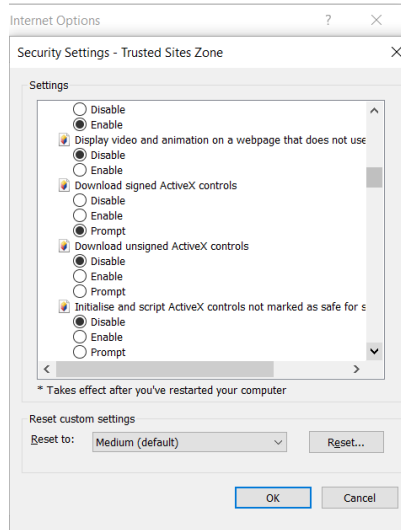 Internet Options
Security Settings - Trusted Sites Zone
Settings
Disable
Enable
Display video and animation on a webpage that does not use
Disable
Enable
Download signed ActiveX controls
Disable
Enable
Prompt
Download unsigned ActiveX controls
Disable
Enable
Prompt
Initialise and script ActiveX controls not marked as safe for s
Disable
Enable
Prompt
* Takes effect after you've restarted your computer
Reset custom settings
Reset to: Medium (default) Reset...
OK Cancel